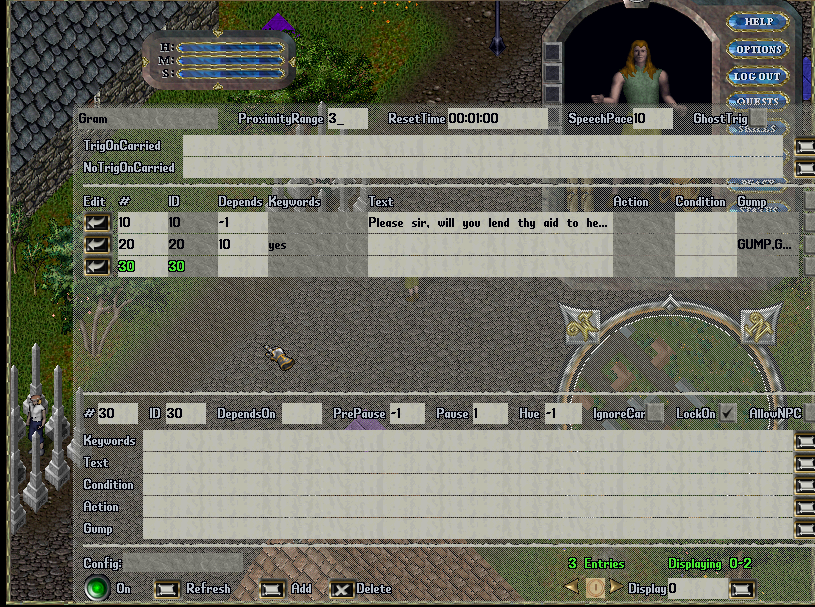 HELP
H:
OPTIONS
M:
S:
LOG OUT
QUESTS
Gram ProximityRange 3_ ResetTime 00:01:00 SpeechPace 10 GhostTrig
SKILLS
TrigOnCarried
NoTrigOnCarried
PEACE
Edit # ID Depends Keywords Text Action Condition Gump
10 10 -1 Please sir, will you lend thy aid to he...
20 20 10 yes GUMP,G...
30 30
# 30 ID 30 DependsOn PrePause -1 Pause 1 Hue -1 IgnoreCar LockOn AllowNPC
Keywords
Text
Condition
Action
Gump
Config:
3 Entries Displaying 0-2
On Refresh Add Delete Display 0